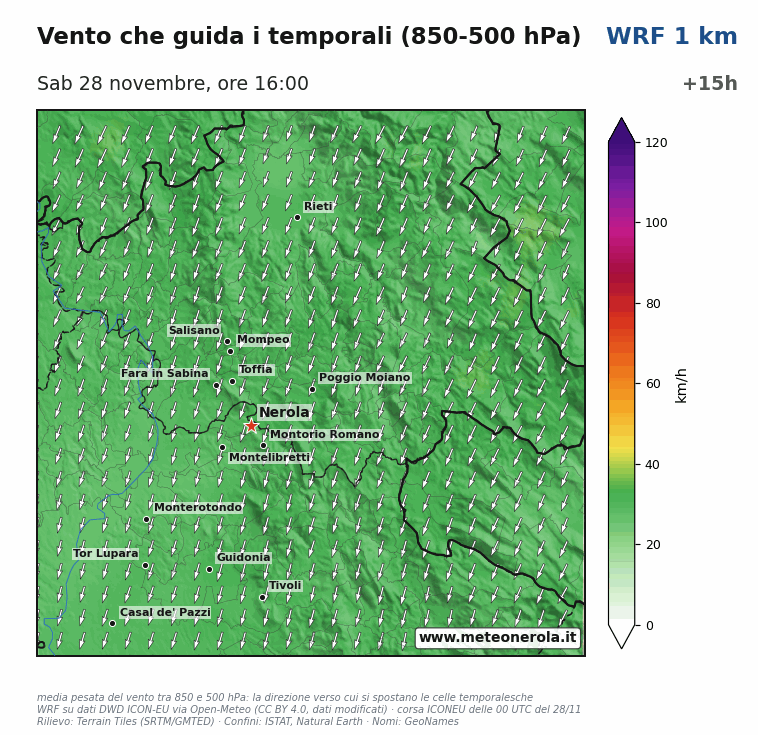 Vento che guida i temporali (850-500 hPa) WRF 1 km
Sab 28 novembre, ore 16:00 +15h
120
100
80
60
40
20
0
km/h
Rieti
Salisano
Mompeo
Toffia
Fara in Sabina
Poggio Moiano
Nerola
Montorio Romano
Montelibretti
Monterotondo
Tor Lupara
Guidonia
Tivoli
Casal de' Pazzi
www.meteonerola.it
media pesata del vento tra 850 e 500 hPa: la direzione verso cui si spostano le celle temporalesche
WRF su dati DWD ICON-EU via Open-Meteo (CC BY 4.0, dati modificati) · corsa ICONEU delle 00 UTC del 28/11
Rilievo: Terrain Tiles (SRTM/GMTED) · Confini: ISTAT, Natural Earth · Nomi: GeoNames